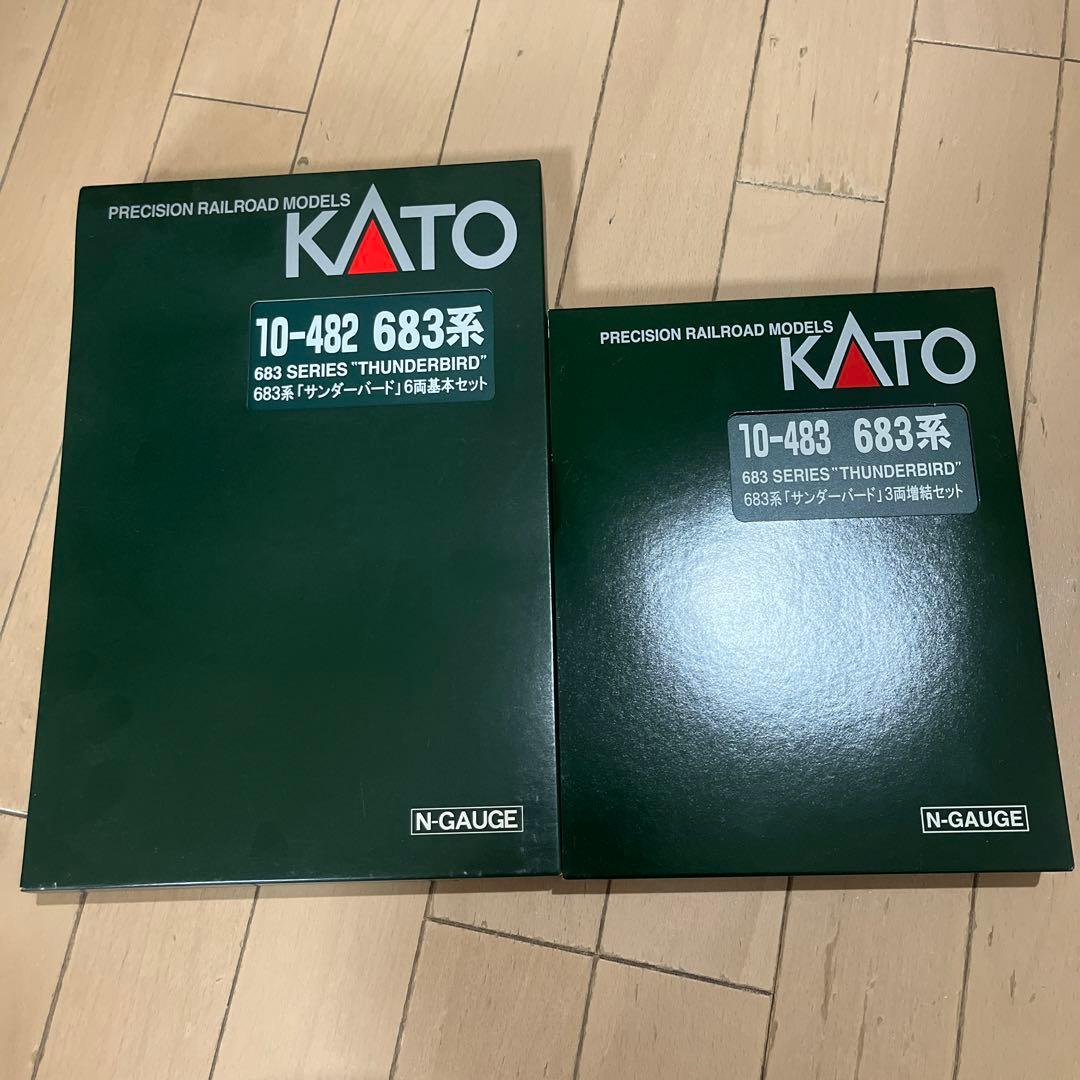 PRECISION RAILROAD MODELS
KATO
10-482 683系
683 SERIES "THUNDERBIRD"
683系「サンダーバード」6両基本セット
N-GAUGE
PRECISION RAILROAD MODELS
KATO
10-483 683系
683 SERIES "THUNDERBIRD"
683系「サンダーバード」3両増結セット
N-GAUGE